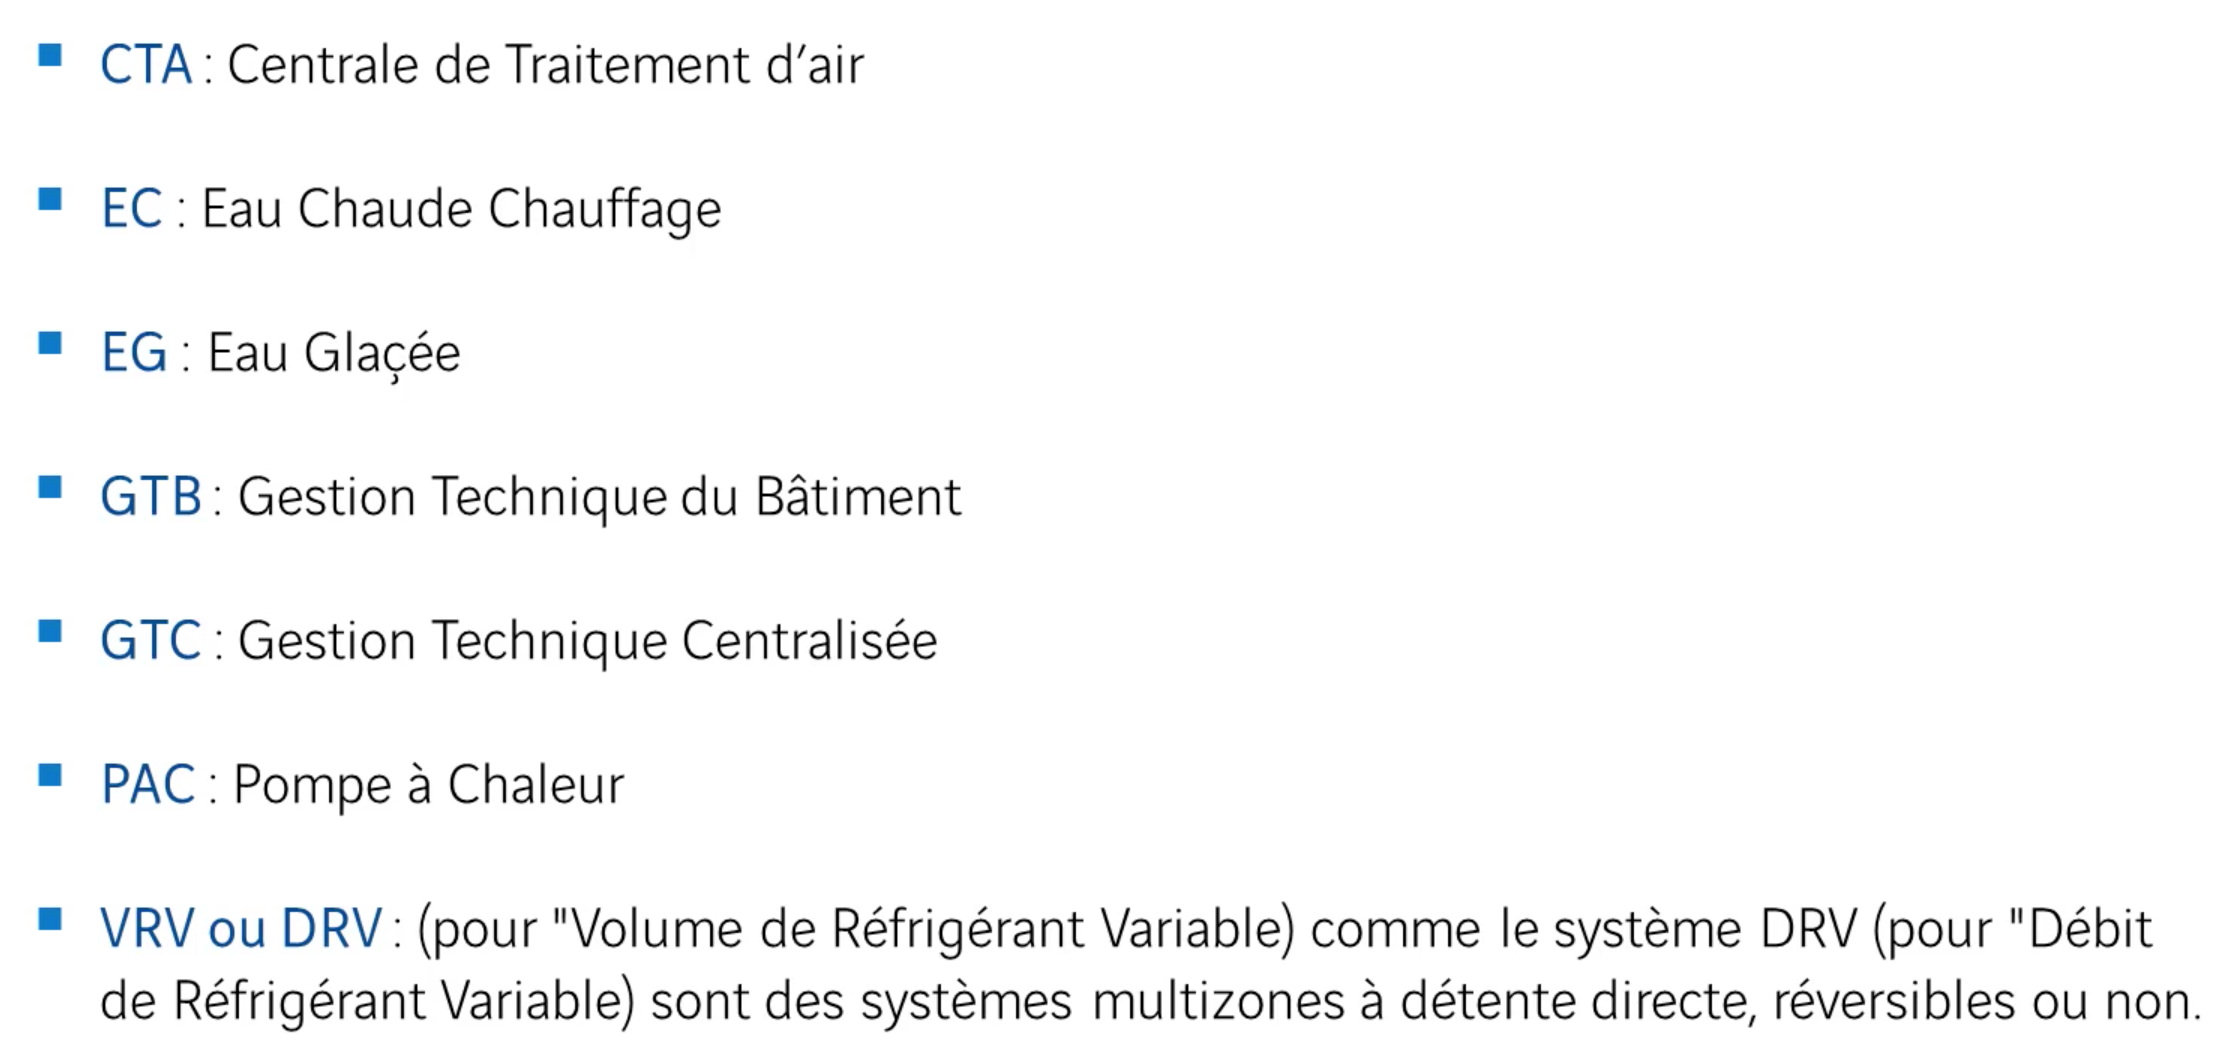 CTA : Centrale de Traitement d’air
EC : Eau Chaude Chauffage
EG : Eau Glaçée
GTB : Gestion Technique du Bâtiment
GTC : Gestion Technique Centralisée
PAC : Pompe à Chaleur
VRV ou DRV : (pour "Volume de Réfrigérant Variable) comme le système DRV (pour "Débit
de Réfrigérant Variable) sont des systèmes multizones à détente directe, réversibles ou non.